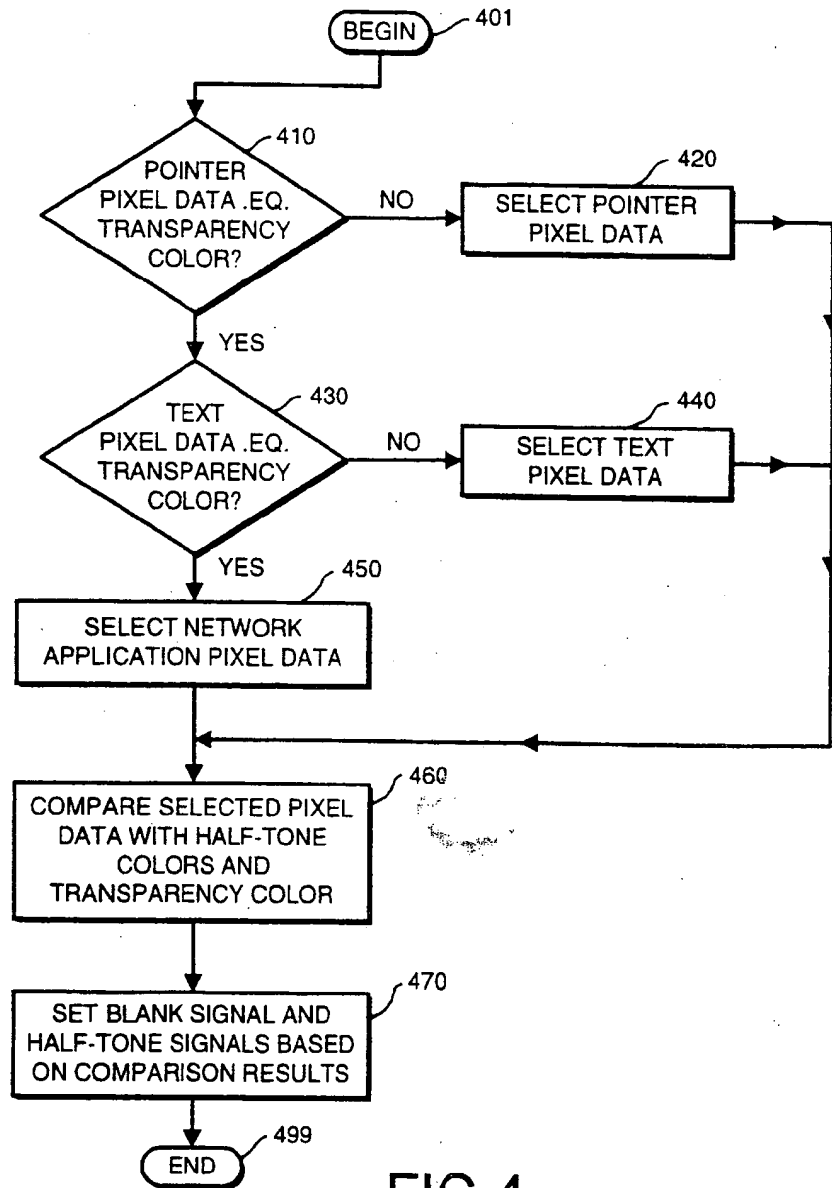 BEGIN
401
410
POINTER
PIXEL DATA .EQ.
TRANSPARENCY
COLOR?
NO
420
SELECT POINTER
PIXEL DATA
YES
430
TEXT
PIXEL DATA .EQ.
TRANSPARENCY
COLOR?
NO
440
SELECT TEXT
PIXEL DATA
YES
450
SELECT NETWORK
APPLICATION PIXEL DATA
460
COMPARE SELECTED PIXEL
DATA WITH HALF-TONE
COLORS AND
TRANSPARENCY COLOR
470
SET BLANK SIGNAL AND
HALF-TONE SIGNALS BASED
ON COMPARISON RESULTS
499
END